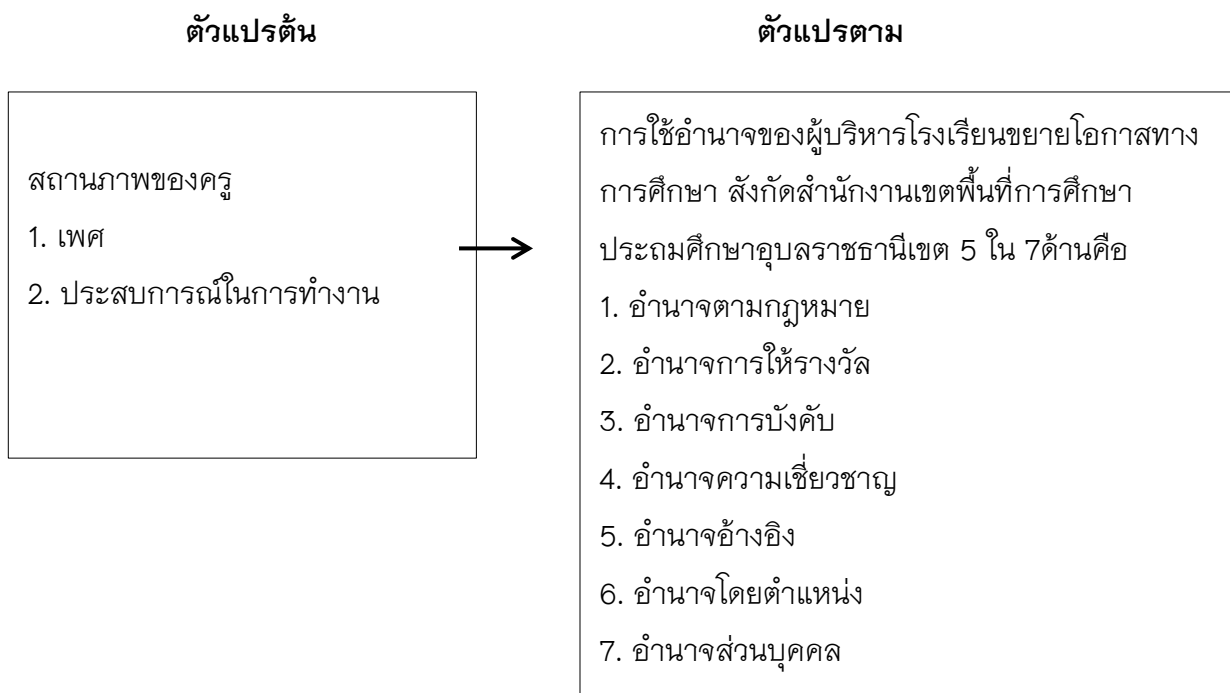 ตัวแปรต้น
ตัวแปรตาม
สถานภาพของครู
1. เพศ
2. ประสบการณ์ในการทำงาน
การใช้อำนาจของผู้บริหารโรงเรียนขยายโอกาสทาง
การศึกษา สังกัดสำนักงานเขตพื้นที่การศึกษา
ประถมศึกษาอุบลราชธานีเขต 5 ใน 7ด้านคือ
1. อำนาจตามกฎหมาย
2. อำนาจการให้รางวัล
3. อำนาจการบังคับ
4. อำนาจความเชี่ยวชาญ
5. อำนาจอ้างอิง
6. อำนาจโดยตำแหน่ง
7. อำนาจส่วนบุคคล